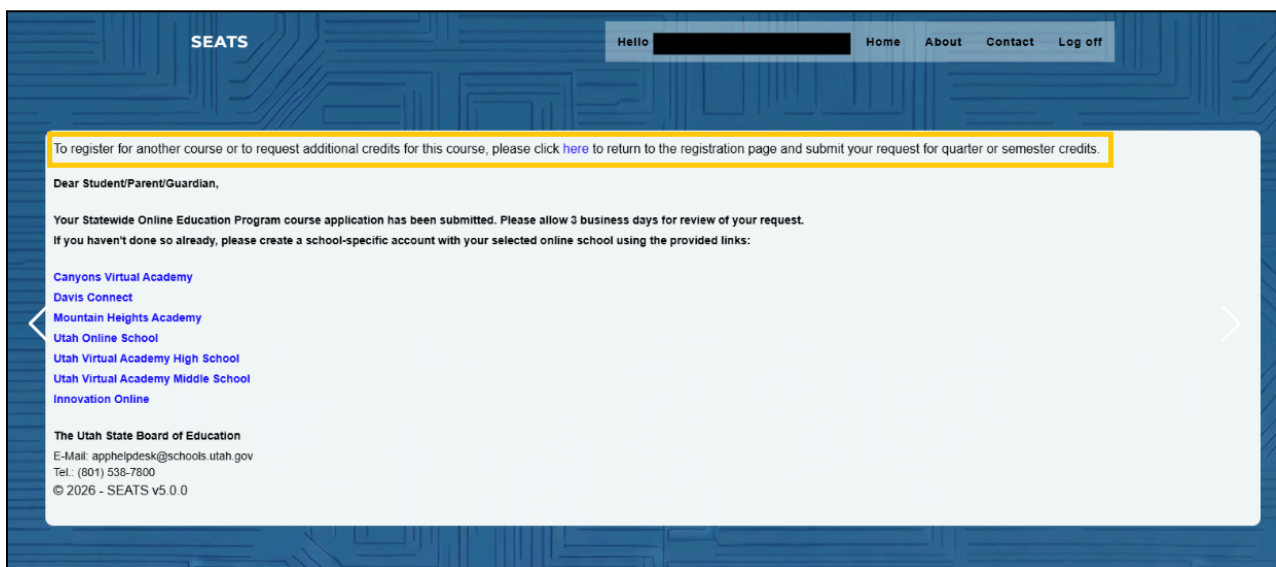 SEATS
Hello
Home About Contact Log off
To register for another course or to request additional credits for this course, please click here to return to the registration page and submit your request for quarter or semester credits.
Dear Student/Parent/Guardian,
Your Statewide Online Education Program course application has been submitted. Please allow 3 business days for review of your request.
If you haven't done so already, please create a school-specific account with your selected online school using the provided links:
Canyons Virtual Academy
Davis Connect
Mountain Heights Academy
Utah Online School
Utah Virtual Academy High School
Utah Virtual Academy Middle School
Innovation Online
The Utah State Board of Education
E-Mail: apphelpdesk@schools.utah.gov
Tel.: (801) 538-7800
© 2026 - SEATS v5.0.0